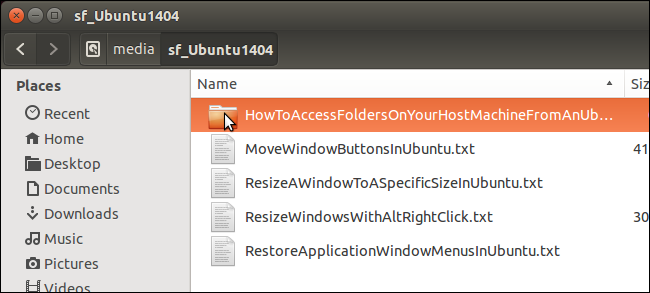 sf_Ubuntu1404
media sf_Ubuntu1404
Places
Name Siz
Recent
HowToAccessFoldersOnYourHostMachineFromAnUb...
Home
MoveWindowButtonsInUbuntu.txt 41
Desktop
ResizeAWindowToASpecificSizeInUbuntu.txt
Documents
Downloads
ResizeWindowsWithAltRightClick.txt 30
Music
RestoreApplicationWindowMenusInUbuntu.txt
Pictures
Videos